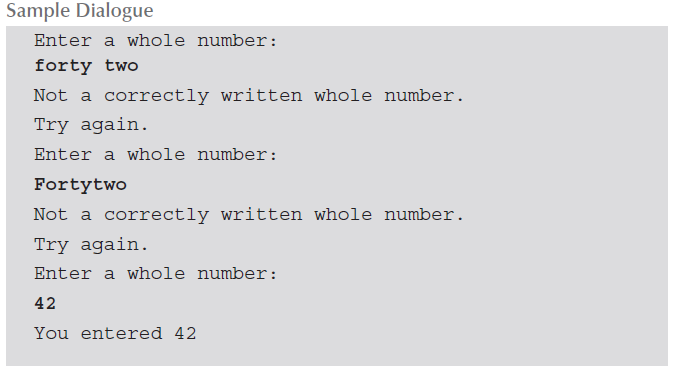 Sample Dialogue
Enter a whole number:
forty two
Not a correctly written whole number.
Try again.
Enter a whole number:
Fortytwo
Not a correctly written whole number.
Try again.
Enter a whole number:
42
You entered 42